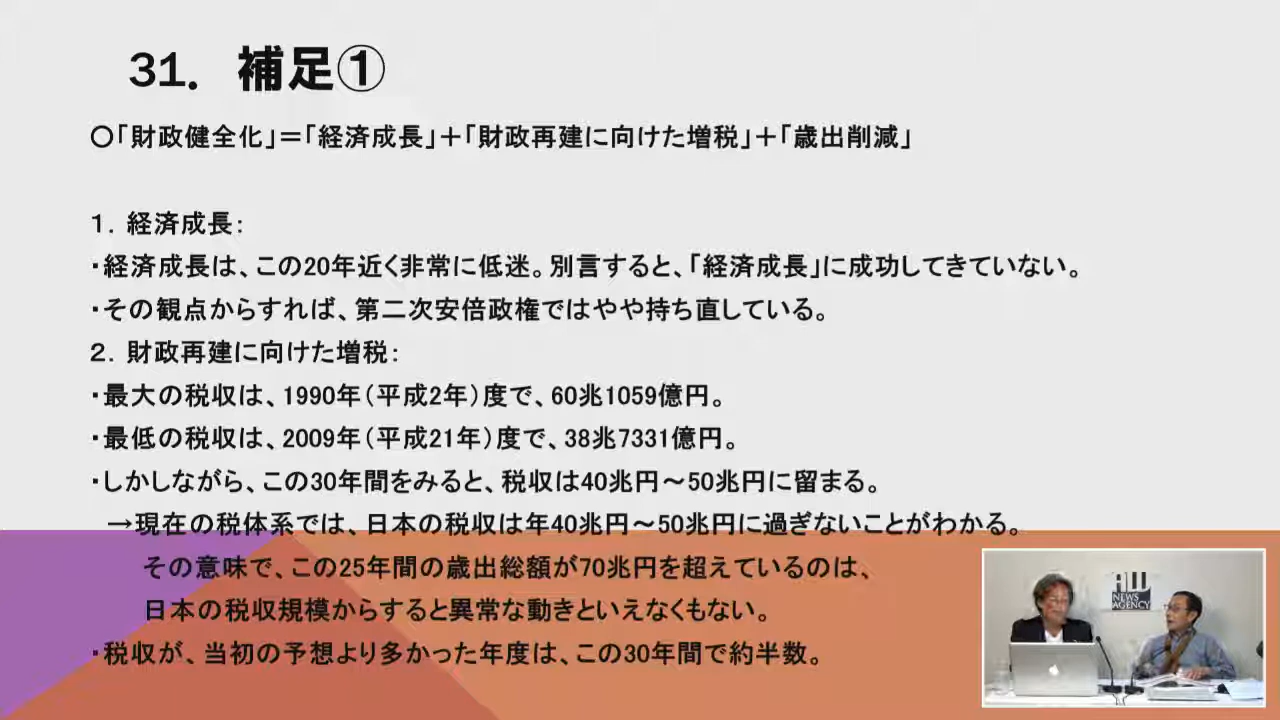 31. 補足①
○「財政健全化」＝「経済成長」＋「財政再建に向けた増税」＋「歳出削減」
１．経済成長：
・経済成長は、この20年近く非常に低迷。別言すると、「経済成長」に成功してきていない。
・その観点からすれば、第二次安倍政権ではやや持ち直している。
２．財政再建に向けた増税：
・最大の税収は、1990年（平成2年）度で、60兆1059億円。
・最低の税収は、2009年（平成21年）度で、38兆7331億円。
・しかしながら、この30年間をみると、税収は40兆円～50兆円に留まる。
→現在の税体系では、日本の税収は年40兆円～50兆円に過ぎないことがわかる。
その意味で、この25年間の歳出総額が70兆円を超えているのは、
日本の税収規模からすると異常な動きといえなくもない。
・税収が、当初の予想より多かった年度は、この30年間で約半数。
NEWS
AGENCY